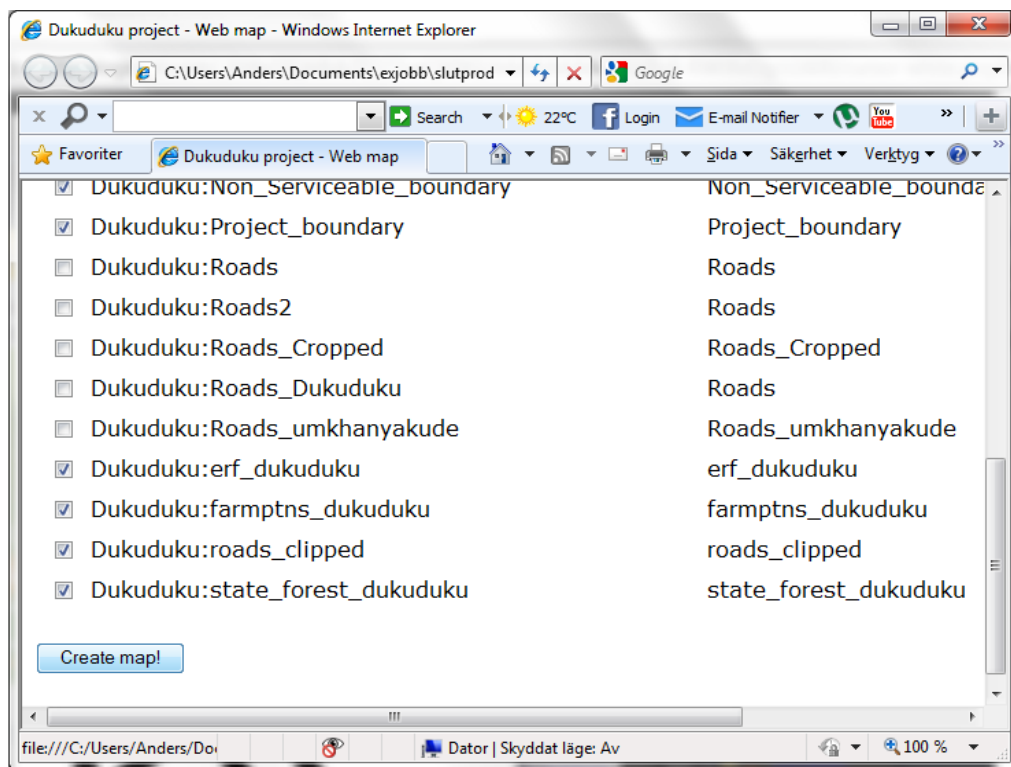 Dukuduku project - Web map - Windows Internet Explorer
C:\Users\Anders\Documents\exjobb\slutprod
Google
Search 22°C Login E-mail Notifier You Tube »
Favoriter Dukuduku project - Web map Sida Säkerhet Verktyg »
Dukuduku:Non_Serviceable_boundary Non_Serviceable_bounda
Dukuduku:Project_boundary Project_boundary
Dukuduku:Roads Roads
Dukuduku:Roads2 Roads
Dukuduku:Roads_Cropped Roads_Cropped
Dukuduku:Roads_Dukuduku Roads
Dukuduku:Roads_umkhanyakude Roads_umkhanyakude
Dukuduku:erf_dukuduku erf_dukuduku
Dukuduku:farmptns_dukuduku farmptns_dukuduku
Dukuduku:roads_clipped roads_clipped
Dukuduku:state_forest_dukuduku state_forest_dukuduku
Create map!
file:///C:/Users/Anders/Do Dator | Skyddat läge: Av 100 %